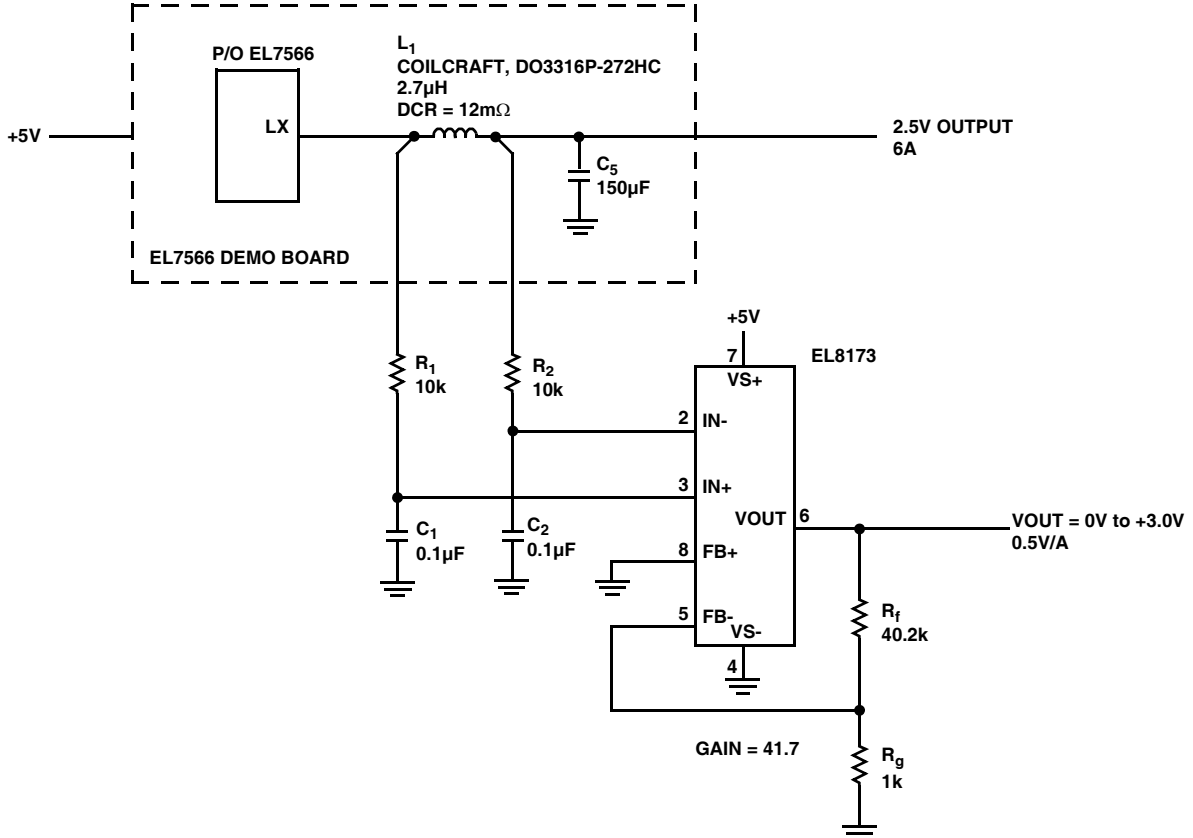 P/O EL7566
L1
COILCRAFT, DO3316P-272HC
2.7µH
DCR = 12mΩ
LX
+5V
2.5V OUTPUT
6A
C5
150µF
EL7566 DEMO BOARD
R1
10k
R2
10k
+5V
7
EL8173
VS+
2
IN-
3
IN+
VOUT
6
VOUT = 0V to +3.0V
0.5V/A
C1
0.1µF
C2
0.1µF
8
FB+
5
FB-
VS-
4
Rf
40.2k
GAIN = 41.7
Rg
1k